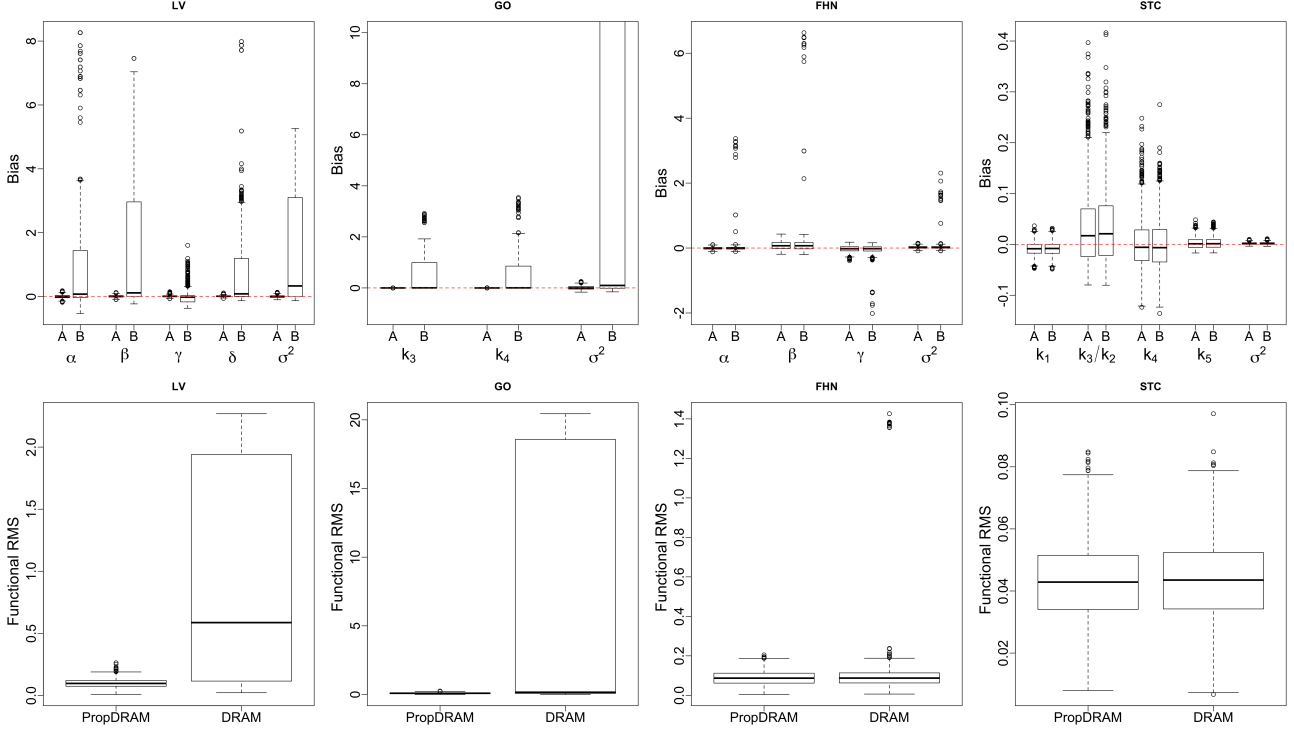 LV
GO
FHN
STC
Bias
8
6
4
2
0
A B A B A B A B A B
α β γ δ σ²
Bias
10
8
6
4
2
0
A B A B A B
k₃ k₄ σ²
Bias
6
4
2
0
-2
A B A B A B A B
α β γ σ²
Bias
0.4
0.3
0.2
0.1
0.0
-0.1
A B A B A B A B A B
k₁ k₃/k₂ k₄ k₅ σ²
LV
GO
FHN
STC
Functional RMS
2.0
1.5
1.0
0.5
0.0
PropDRAM DRAM
Functional RMS
20
15
10
5
0
PropDRAM DRAM
Functional RMS
1.4
1.2
1.0
0.8
0.6
0.4
0.2
0.0
PropDRAM DRAM
Functional RMS
0.10
0.08
0.06
0.04
0.02
PropDRAM DRAM